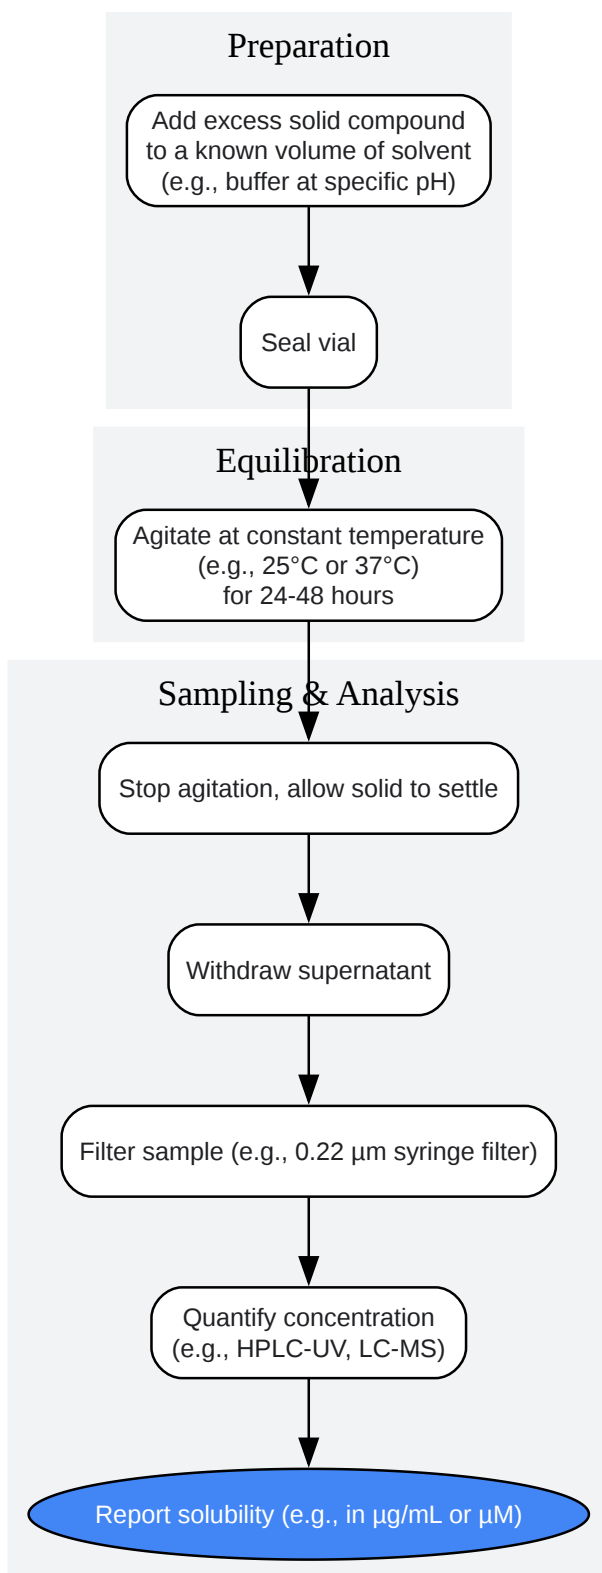 Preparation
Add excess solid compound
to a known volume of solvent
(e.g., buffer at specific pH)
Seal vial
Equilibration
Agitate at constant temperature
(e.g., 25°C or 37°C)
for 24-48 hours
Sampling & Analysis
Stop agitation, allow solid to settle
Withdraw supernatant
Filter sample (e.g., 0.22 µm syringe filter)
Quantify concentration
(e.g., HPLC-UV, LC-MS)
Report solubility (e.g., in µg/mL or µM)